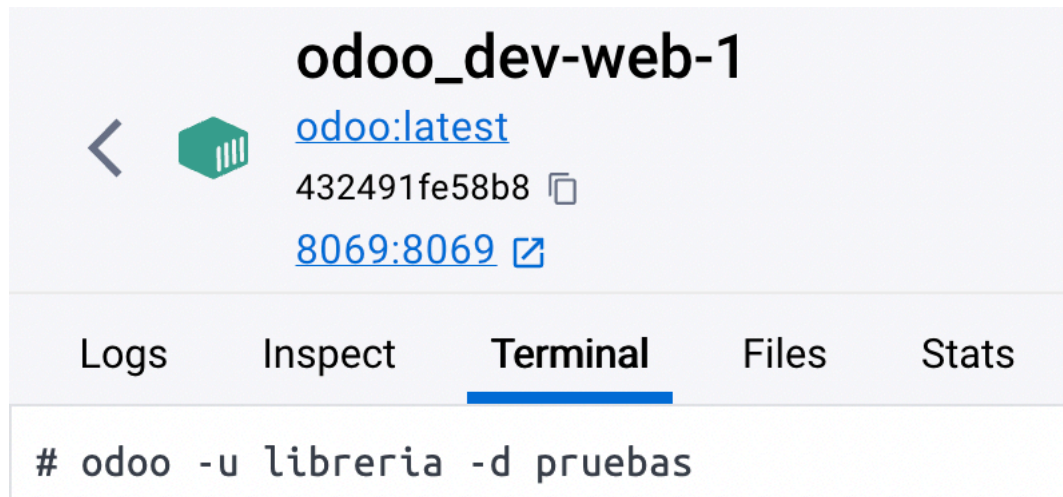 odoo_dev-web-1
odoo:latest
432491fe58b8
8069:8069
Logs Inspect Terminal Files Stats
# odoo -u libreria -d pruebas